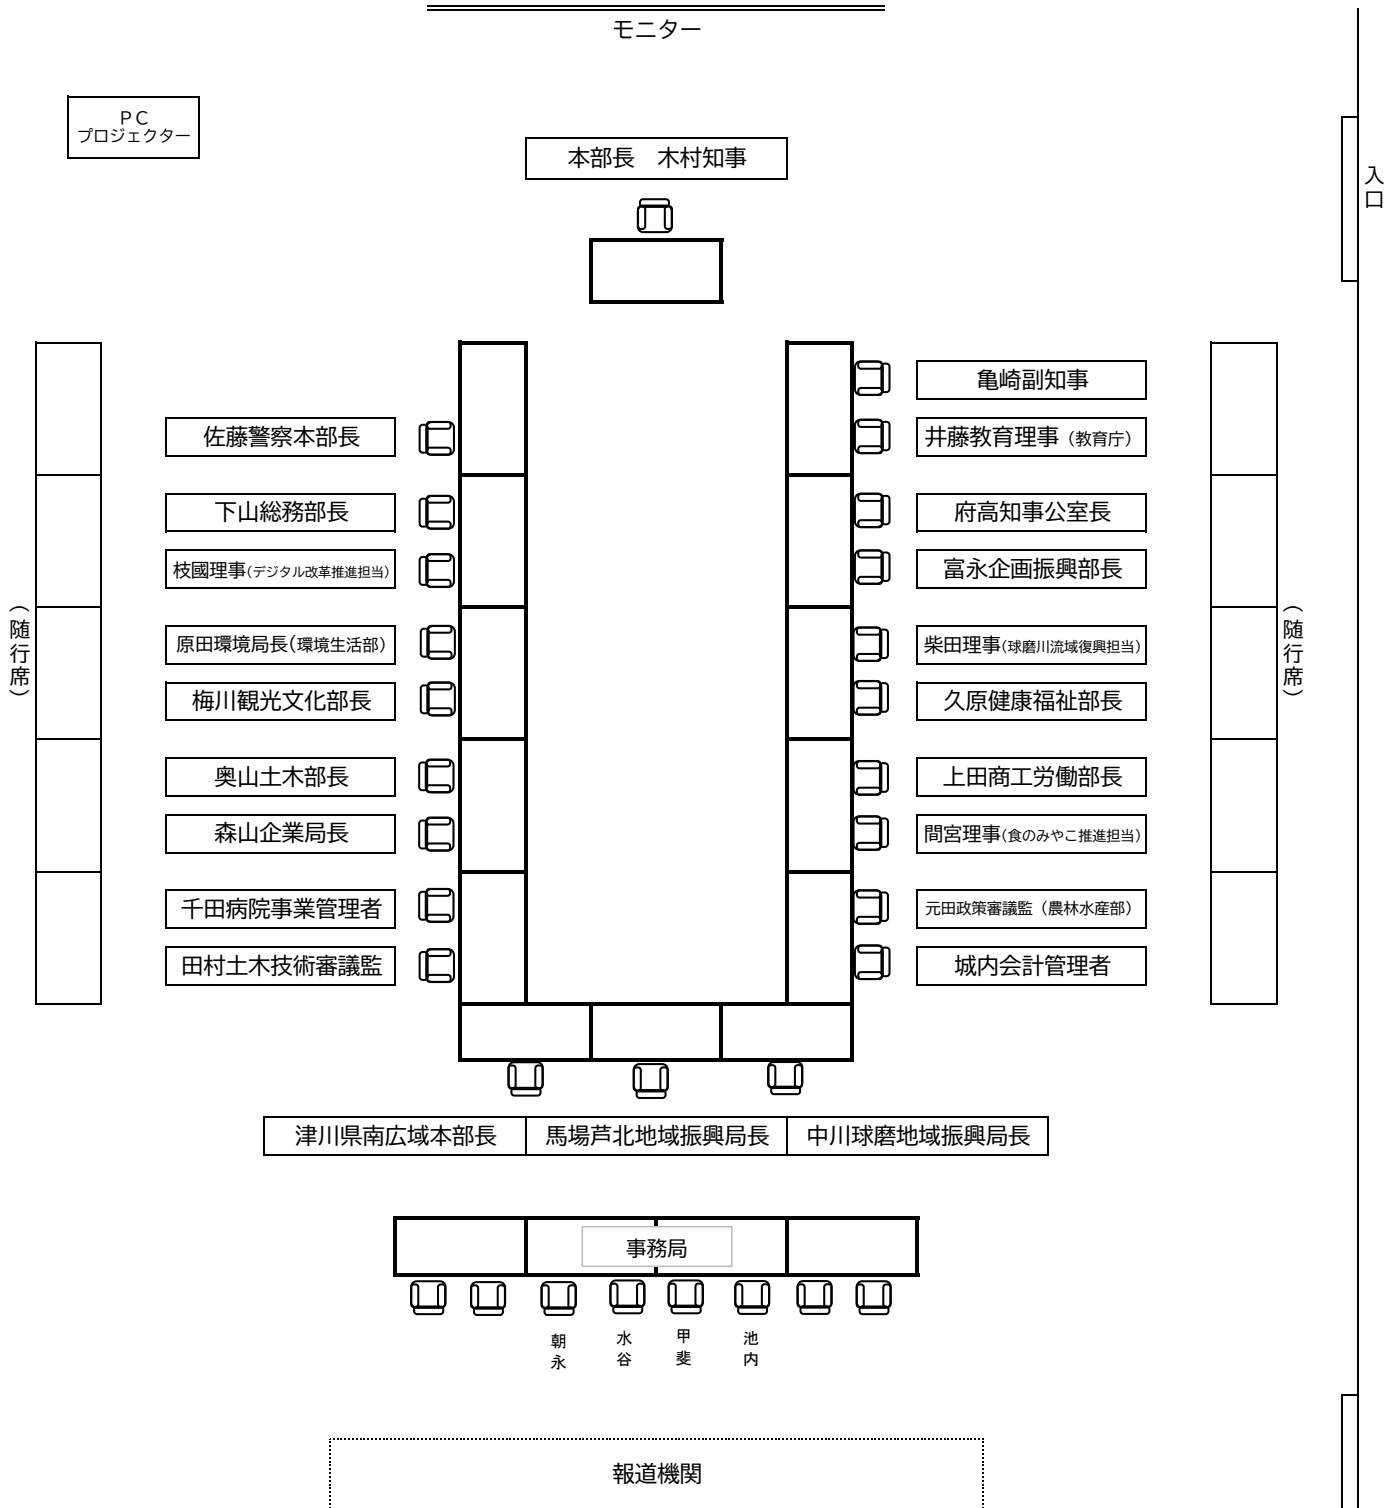 モニター
ＰＣ
プロジェクター
本部長　木村知事
入口
亀崎副知事
佐藤警察本部長
井藤教育理事（教育庁）
下山総務部長
府高知事公室長
枝國理事(デジタル改革推進担当)
富永企画振興部長
（随行席）
原田環境局長(環境生活部)
柴田理事(球磨川流域復興担当)
（随行席）
梅川観光文化部長
久原健康福祉部長
奥山土木部長
上田商工労働部長
森山企業局長
間宮理事(食のみやこ推進担当)
千田病院事業管理者
元田政策審議監（農林水産部）
田村土木技術審議監
城内会計管理者
津川県南広域本部長
馬場芦北地域振興局長
中川球磨地域振興局長
事務局
朝永
水谷
甲斐
池内
報道機関